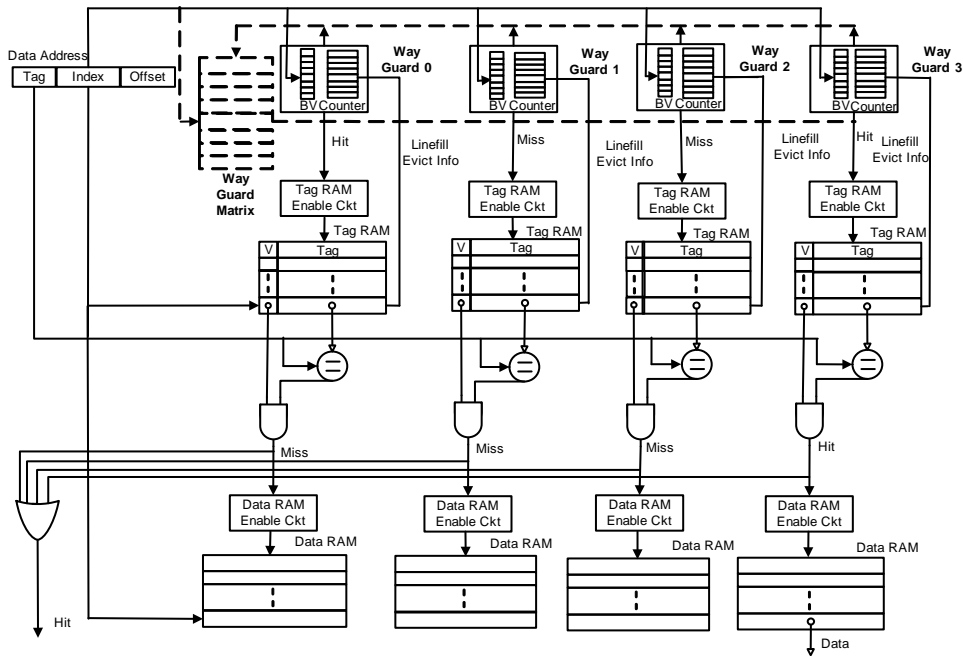 Data Address
Tag Index Offset
Way Guard 0
Way Guard 1
Way Guard 2
Way Guard 3
BV Counter
BV Counter
BV Counter
BV Counter
Way Guard Matrix
Hit
Miss
Miss
Hit
Linefill Evict Info
Linefill Evict Info
Linefill Evict Info
Linefill Evict Info
Tag RAM Enable Ckt
Tag RAM Enable Ckt
Tag RAM Enable Ckt
Tag RAM Enable Ckt
Tag RAM
Tag RAM
Tag RAM
Tag RAM
V Tag
V Tag
V Tag
V Tag
Miss
Miss
Miss
Hit
Data RAM Enable Ckt
Data RAM Enable Ckt
Data RAM Enable Ckt
Data RAM Enable Ckt
Data RAM
Data RAM
Data RAM
Data RAM
Hit
Data